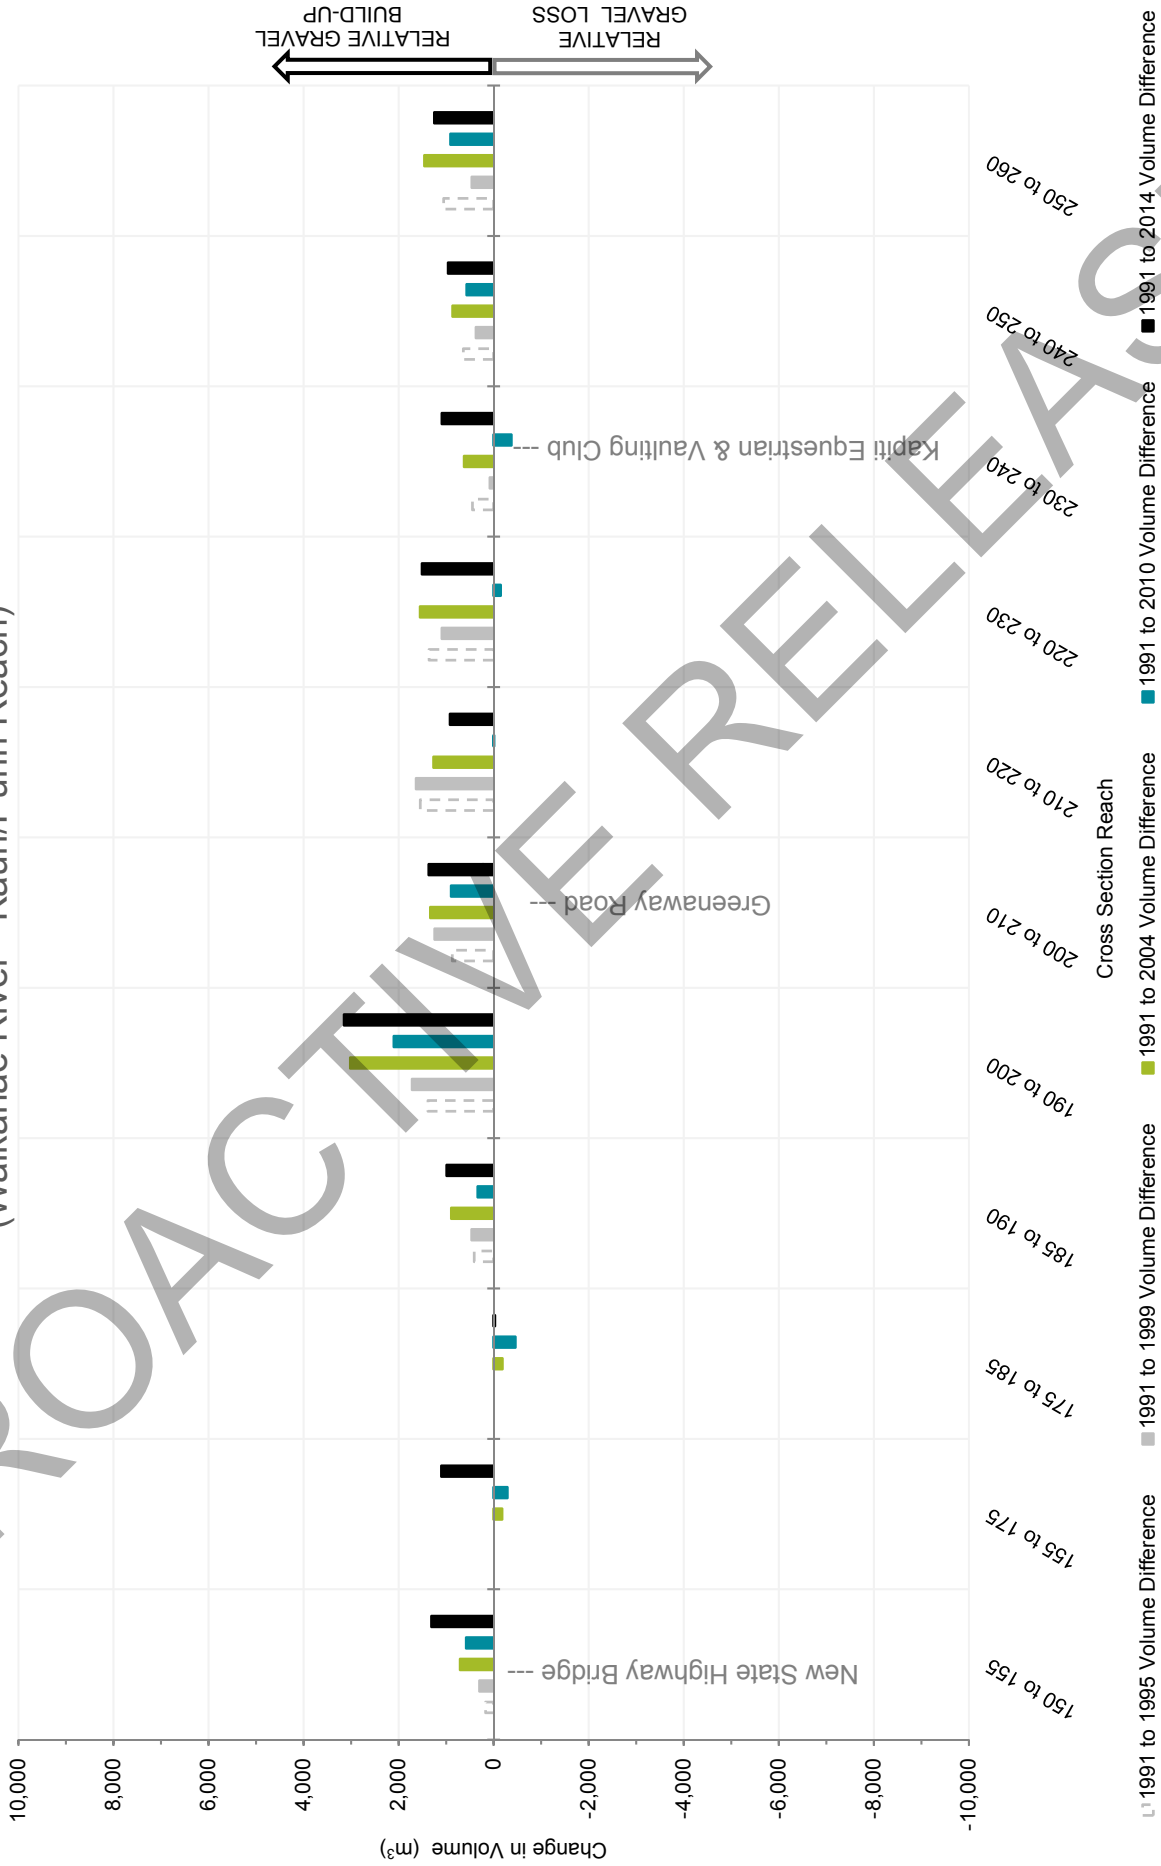 (Waikanae River -
10,000
8,000
6,000
4,000
2,000
0
-2,000
-4,000
-6,000
-8,000
-10,000
Change in Volume (m³)
RELATIVE GRAVEL
BUILD-UP
RELATIVE
GRAVEL LOSS
New State Highway Bridge ---
Greenaway Road ---
Kapiti Equestrian & Vaulting Club ---
150 to 155
155 to 175
175 to 185
185 to 190
190 to 200
200 to 210
210 to 220
220 to 230
230 to 240
240 to 250
250 to 260
Cross Section Reach
1991 to 1995 Volume Difference
1991 to 1999 Volume Difference
1991 to 2004 Volume Difference
1991 to 2010 Volume Difference
1991 to 2014 Volume Difference
ROACTIVE RELEAS